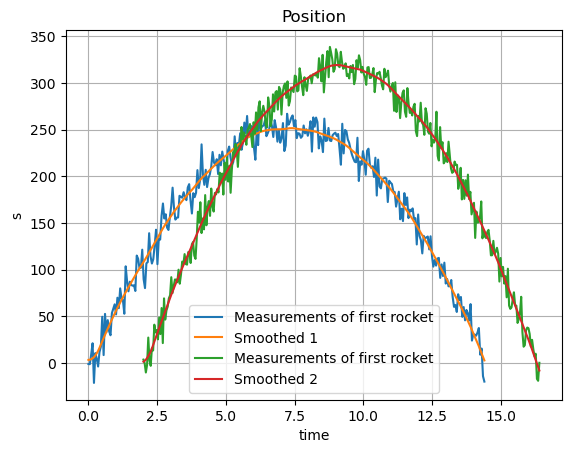 Position
350
300
250
200
150
100
50
0
s
0.0 2.5 5.0 7.5 10.0 12.5 15.0
time
Measurements of first rocket
Smoothed 1
Measurements of first rocket
Smoothed 2